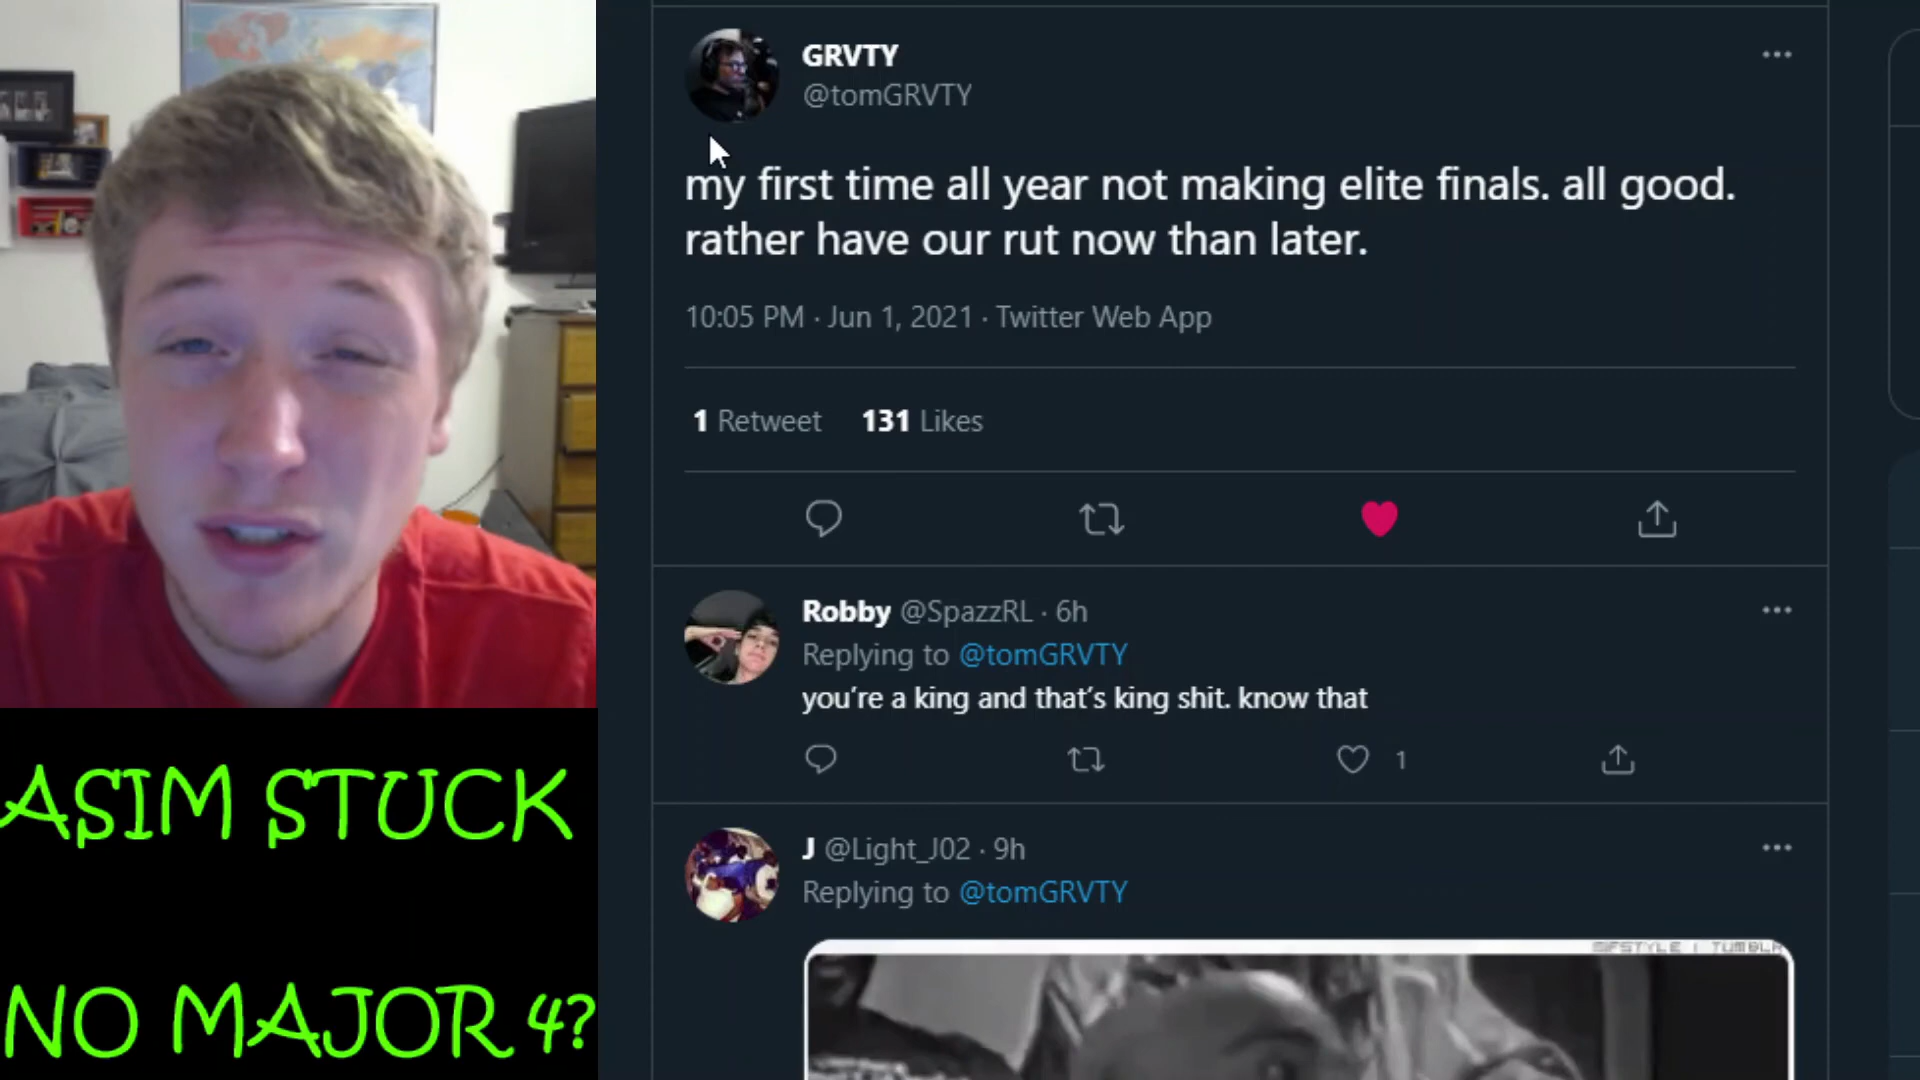 GRVTY
@tomGRVTY
my first time all year not making elite finals. all good.
rather have our rut now than later.
10:05 PM · Jun 1, 2021 · Twitter Web App
1 Retweet 131 Likes
Robby @SpazzRL · 6h
Replying to @tomGRVTY
you're a king and that's king shit. know that
1
J @Light_J02 · 9h
Replying to @tomGRVTY
GIFSTYLE | TUMBLR
ASIM STUCK
NO MAJOR 4?